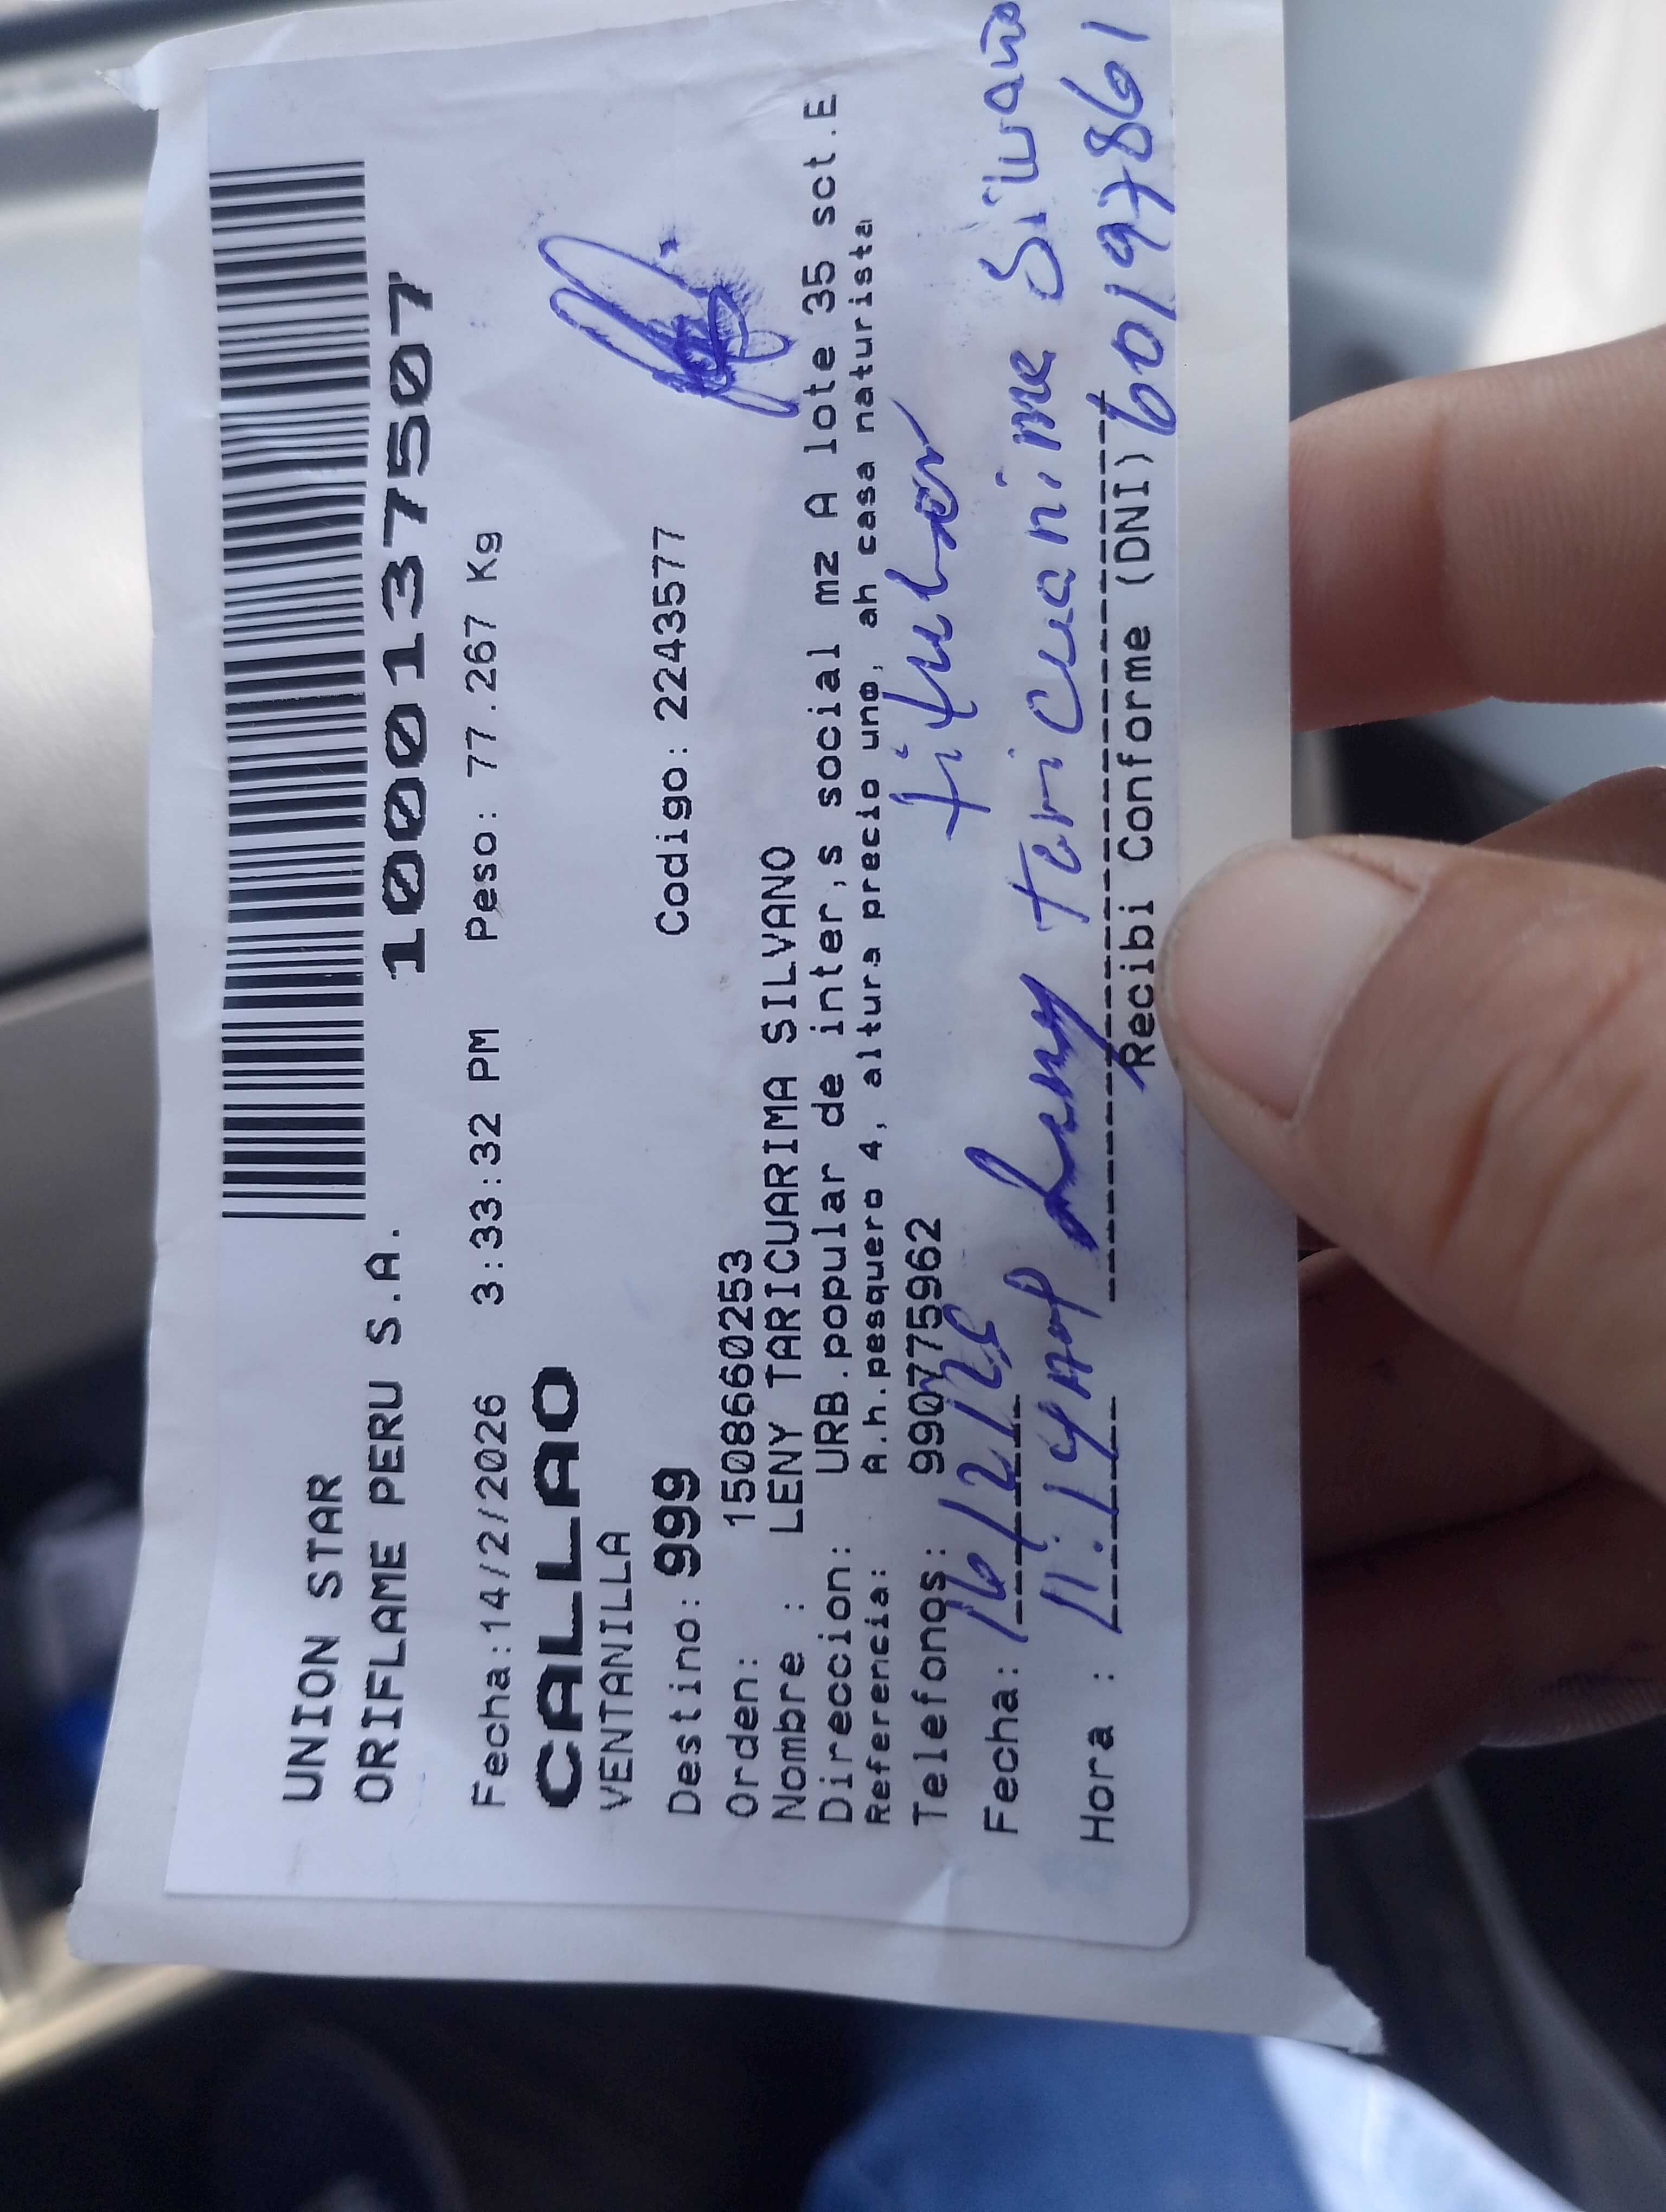 UNION STAR
ORIFLAME PERU S.A.
1000137507
Fecha:14/2/2026 3:33:32 PM Peso: 77.267 Kg
CALLAO
VENTANILLA
Destino: 999 Codigo: 2243577
Orden: 1508660253
Nombre : LENY TARICUARIMA SILVANO
Direccion: URB.popular de inter,s social mz A lote 35 sct.E
Referencia: A.h.pesquero 4, altura precio uno, ah casa naturista
Telefonos: 990775962
titular
Fecha: 16/2/26
Hora : 11:14 Leny Taricuarima Silvano
Recibi Conforme (DNI) 60197861